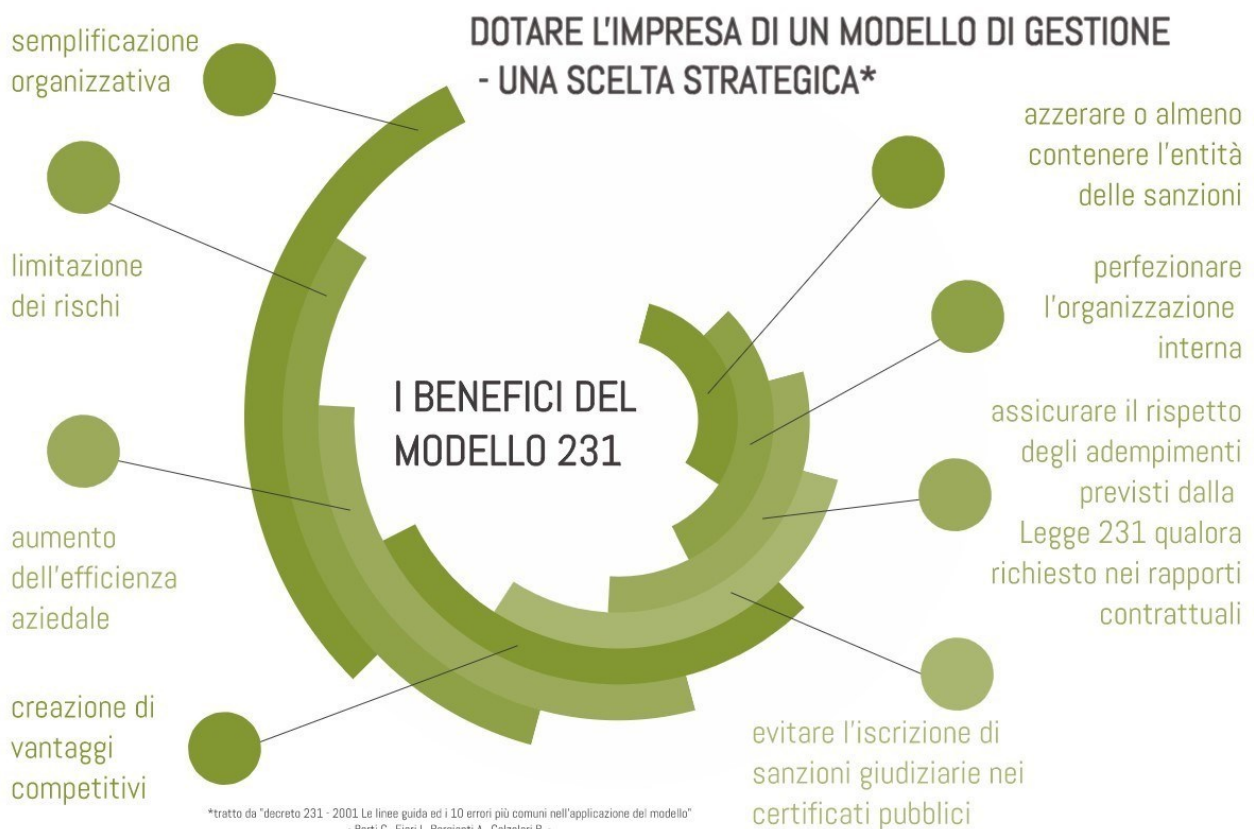 DOTARE L'IMPRESA DI UN MODELLO DI GESTIONE
- UNA SCELTA STRATEGICA*
semplificazione
organizzativa
limitazione
dei rischi
aumento
dell'efficienza
aziedale
creazione di
vantaggi
competitivi
I BENEFICI DEL
MODELLO 231
azzerare o almeno
contenere l'entità
delle sanzioni
perfezionare
l'organizzazione
interna
assicurare il rispetto
degli adempimenti
previsti dalla
Legge 231 qualora
richiesto nei rapporti
contrattuali
evitare l'iscrizione di
sanzioni giudiziarie nei
certificati pubblici
*tratto da "decreto 231 - 2001 Le linee guida ed i 10 errori più comuni nell'applicazione del modello"